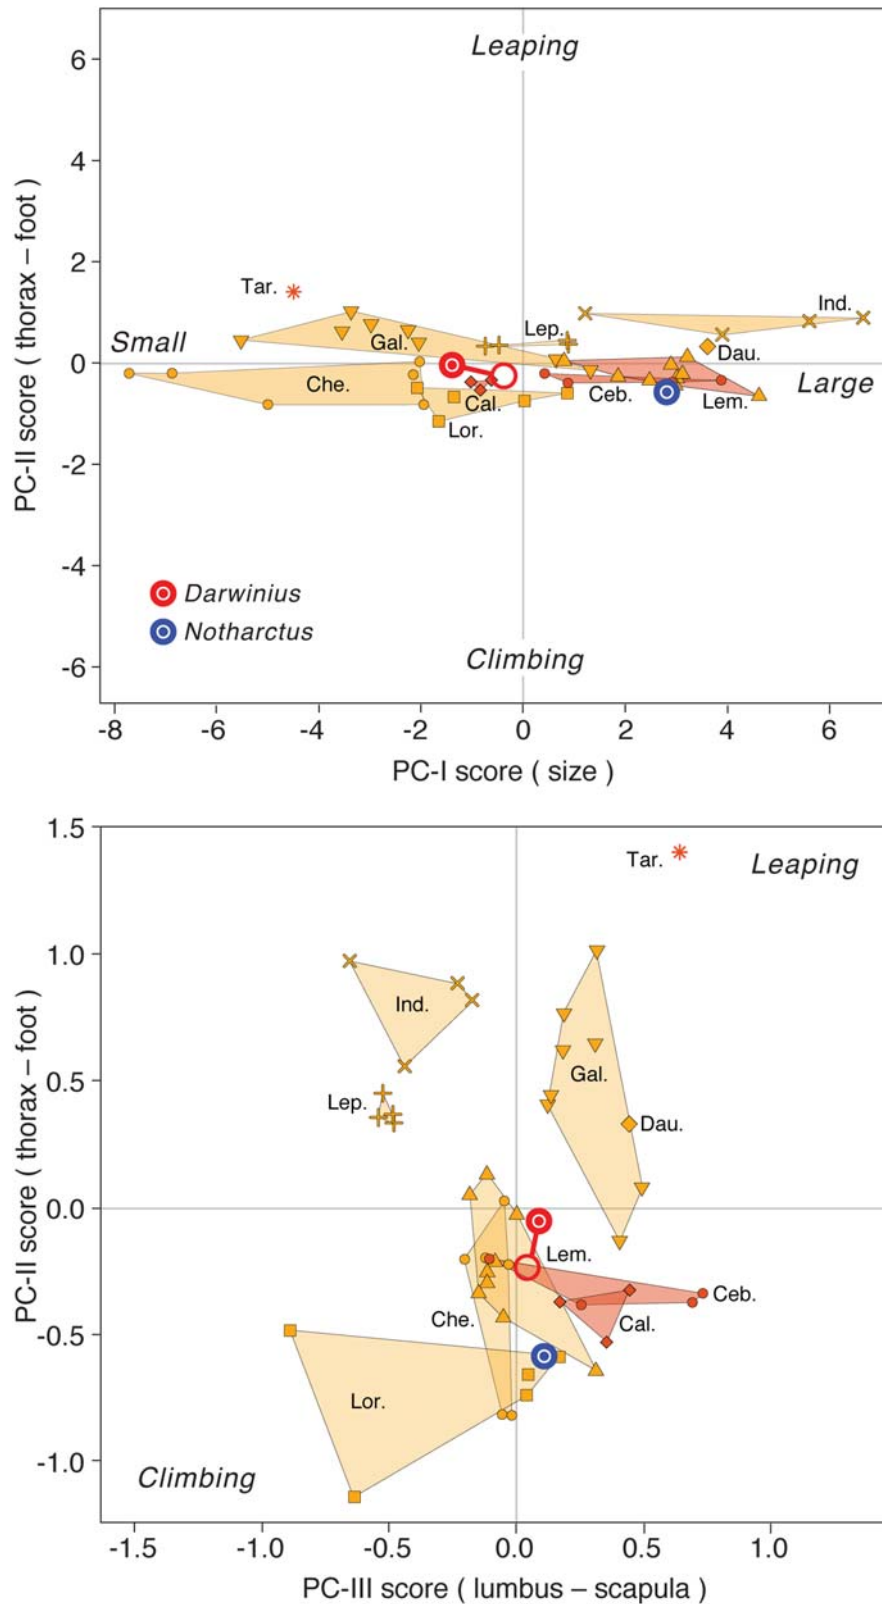 Leaping
6
4
2
0
-2
-4
-6
PC-II score ( thorax – foot )
Tar.
Small
Gal.
Lep.
Ind.
Dau.
Che.
Large
Cal.
Ceb.
Lem.
Lor.
Darwinius
Notharctus
Climbing
-8 -6 -4 -2 0 2 4 6
PC-I score ( size )
1.5
1.0
0.5
0.0
-0.5
-1.0
PC-II score ( thorax – foot )
Tar.
Leaping
Ind.
Gal.
Lep.
Dau.
Lem.
Ceb.
Che.
Cal.
Lor.
Climbing
-1.5 -1.0 -0.5 0.0 0.5 1.0
PC-III score ( lumbus – scapula )